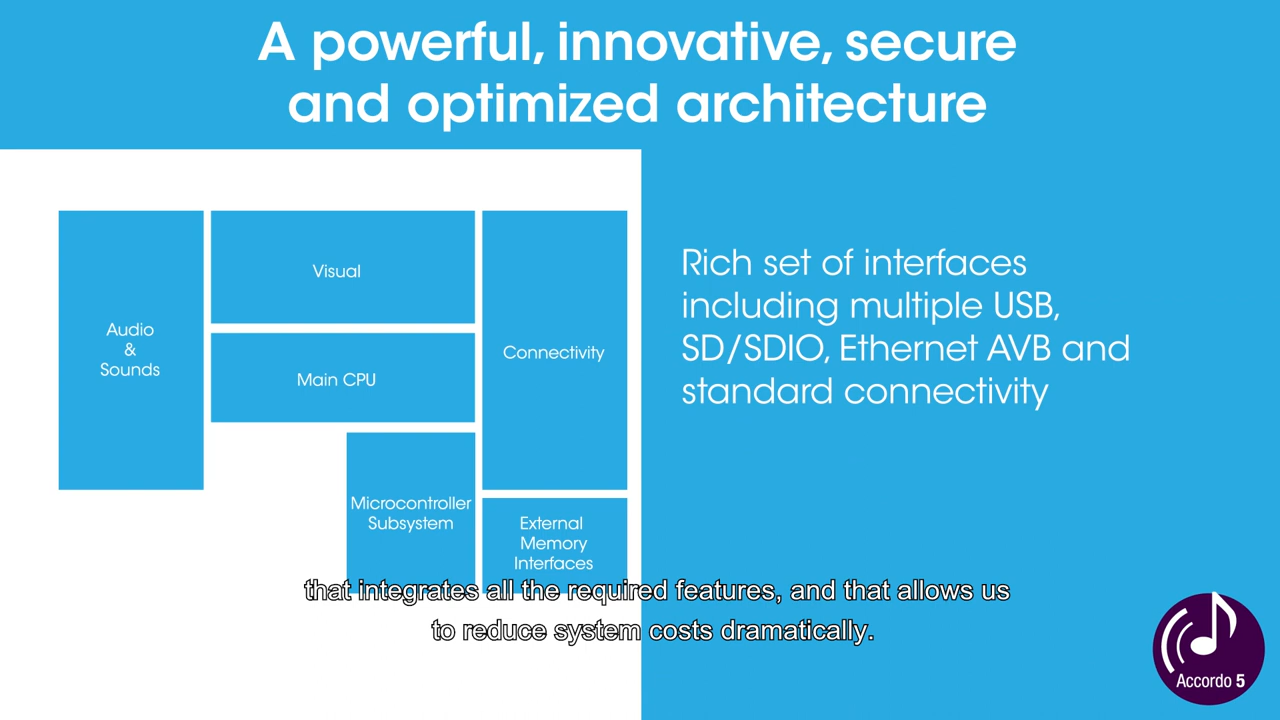 A powerful, innovative, secure
and optimized architecture
Audio
&
Sounds
Visual
Main CPU
Microcontroller
Subsystem
Connectivity
External
Memory
Interfaces
Rich set of interfaces
including multiple USB,
SD/SDIO, Ethernet AVB and
standard connectivity
that integrates all the required features, and that allows us
to reduce system costs dramatically.
Accordo 5